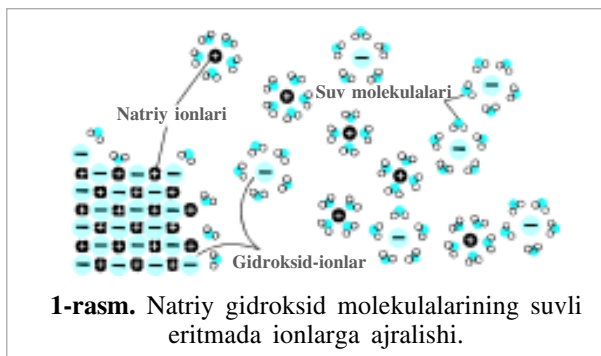 Suv molekulalari
Natriy ionlari
Gidroksid-ionlar
1-rasm. Natriy gidroksid molekulalarining suvli
eritmada ionlarga ajralishi.